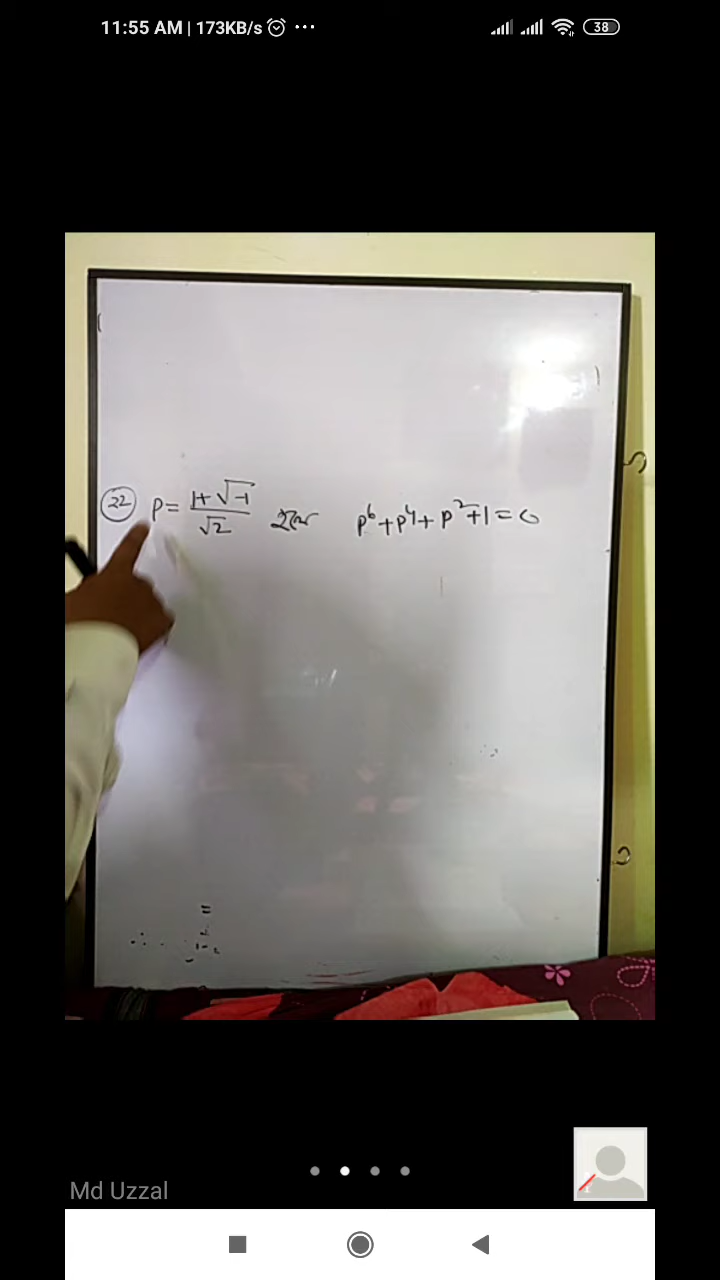 11:55 AM | 173KB/s ...
38
22 P= 1+√-1 / √2 হলে P⁶+P⁴+P²+1=0
Md Uzzal